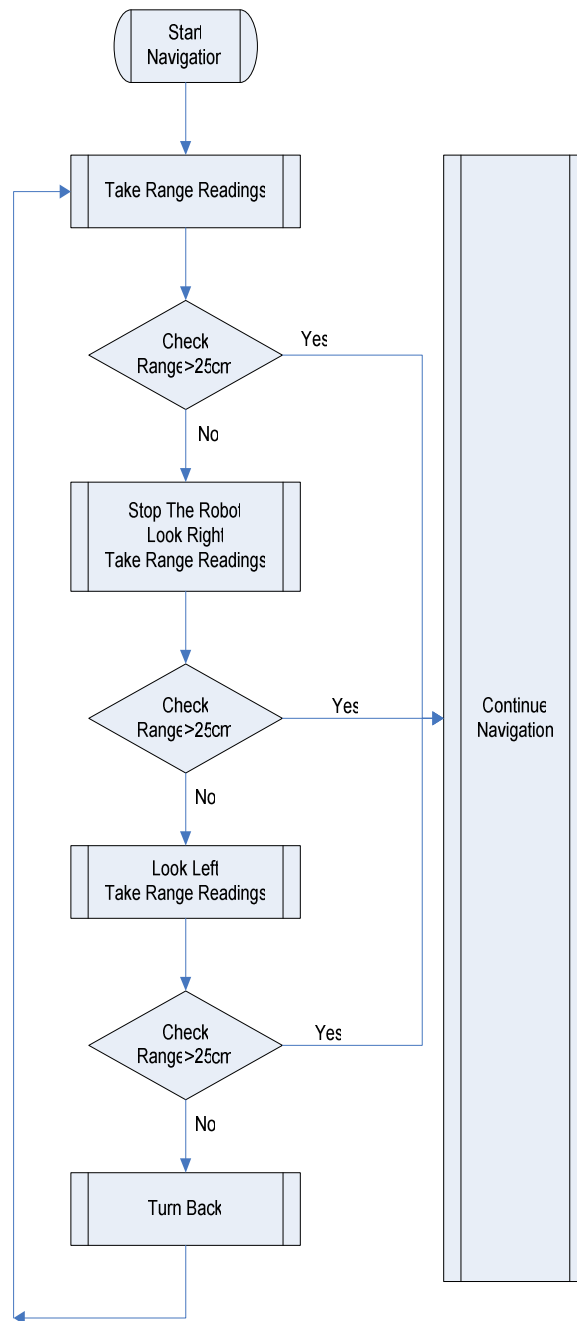 Start
Navigation
Take Range Readings
Check
Range>25cm
Yes
No
Stop The Robot
Look Right
Take Range Readings
Check
Range>25cm
Yes
No
Look Left
Take Range Readings
Check
Range>25cm
Yes
No
Turn Back
Continue
Navigation